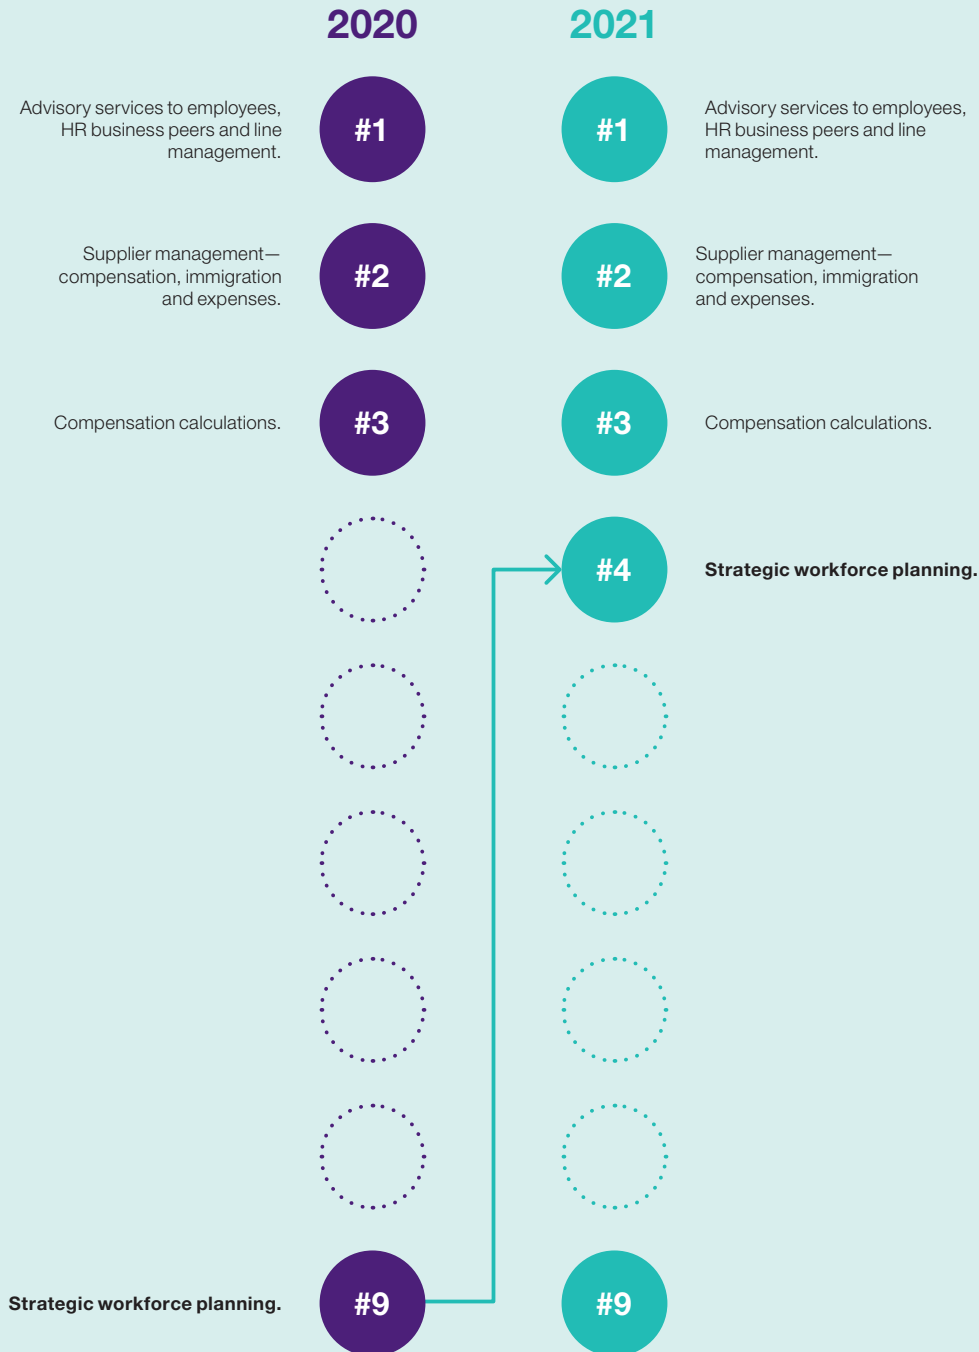 2020
2021
Advisory services to employees,
HR business peers and line
management.
#1
#1
Advisory services to employees,
HR business peers and line
management.
Supplier management—
compensation, immigration
and expenses.
#2
#2
Supplier management—
compensation, immigration
and expenses.
Compensation calculations.
#3
#3
Compensation calculations.
#4
Strategic workforce planning.
Strategic workforce planning.
#9
#9